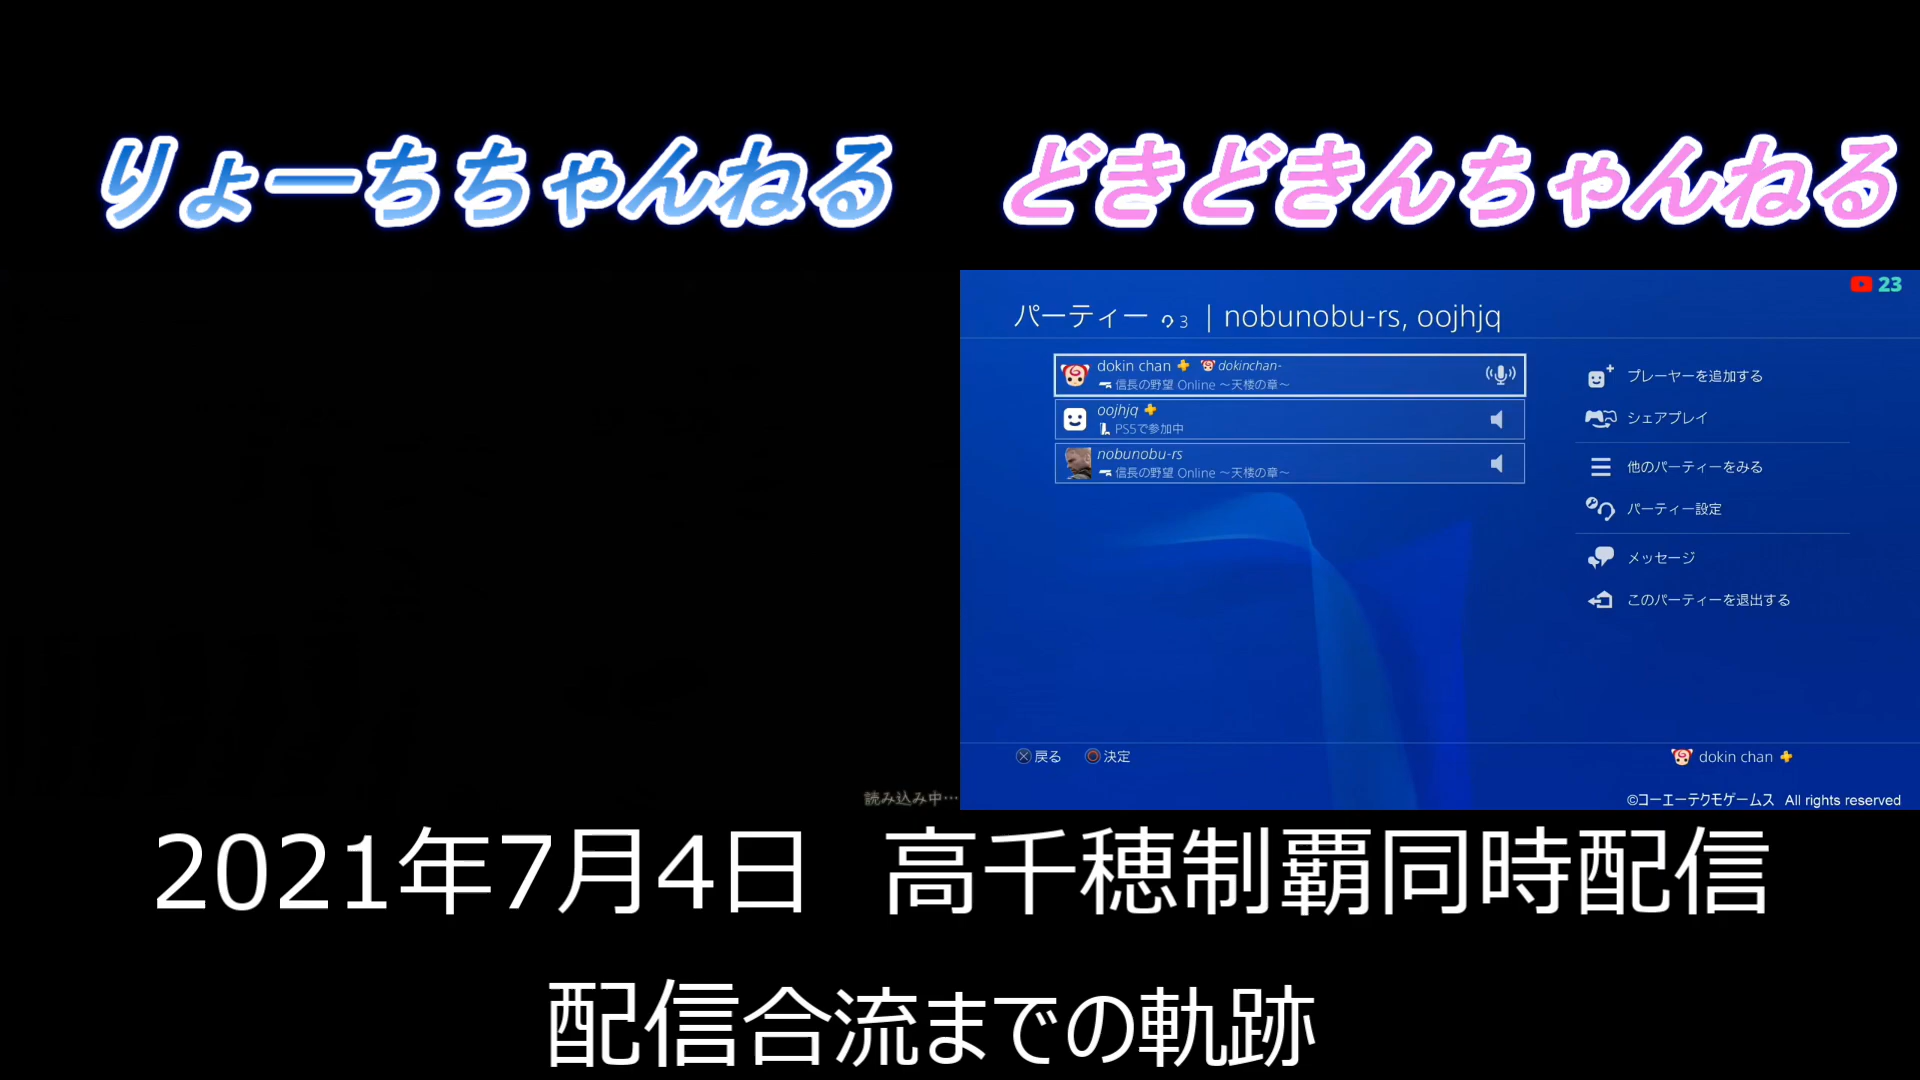 りょーちちゃんねる
どきどきんちゃんねる
23
パーティー 3 | nobunobu-rs, oojhjq
dokin chan dokinchan-
信長の野望 Online ～天楼の章～
oojhjq
PS5で参加中
nobunobu-rs
信長の野望 Online ～天楼の章～
プレーヤーを追加する
シェアプレイ
他のパーティーをみる
パーティー設定
メッセージ
このパーティーを退出する
戻る 決定
dokin chan
読み込み中…
©コーエーテクモゲームス All rights reserved
2021年7月4日 高千穂制覇同時配信
配信合流までの軌跡